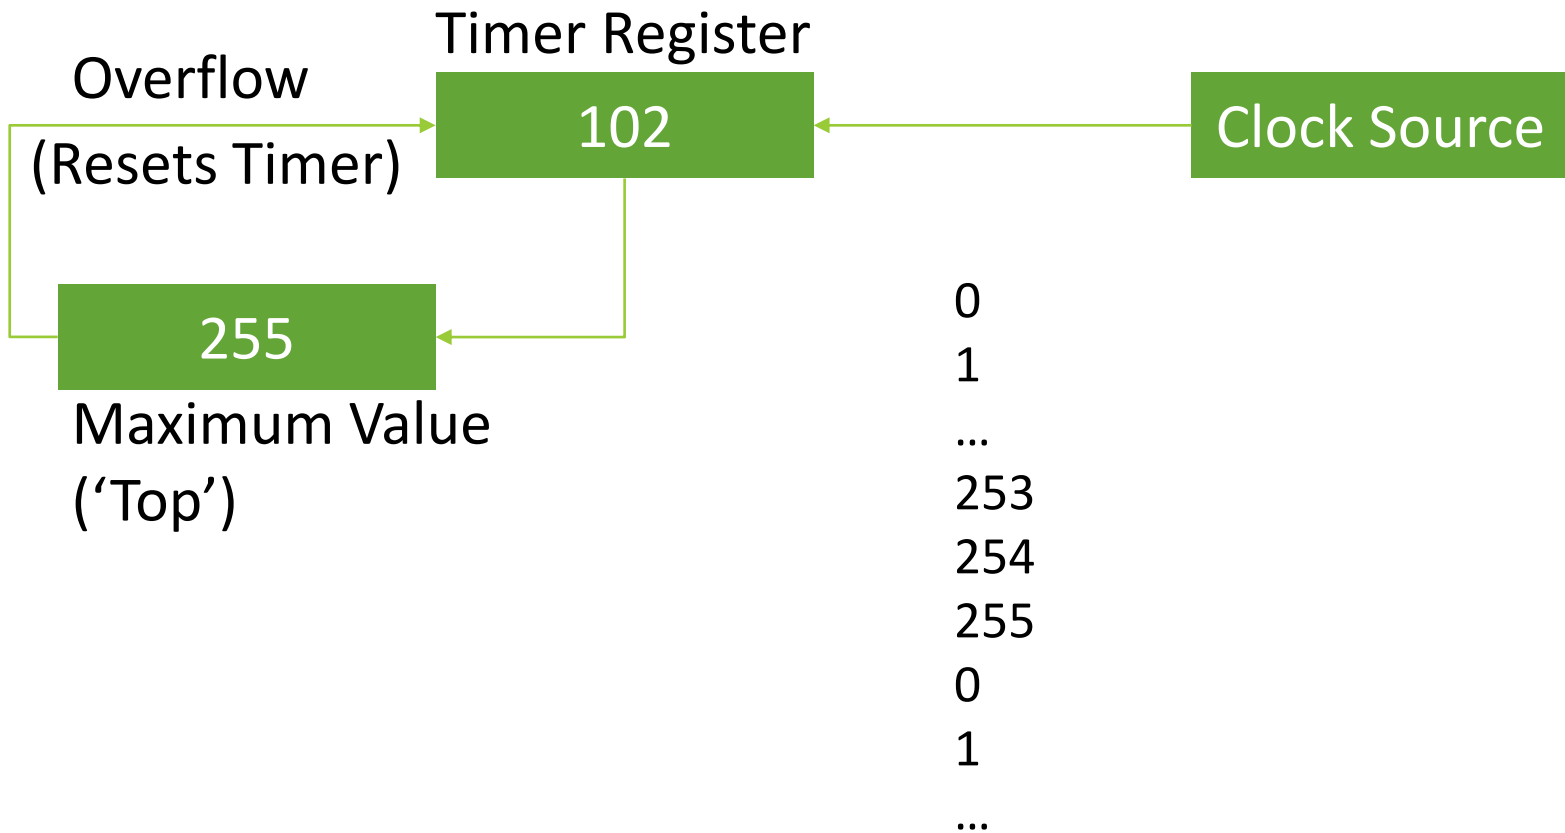 Timer Register
Overflow
(Resets Timer)
102
Clock Source
255
Maximum Value
(‘Top’)
0
1
…
253
254
255
0
1
…